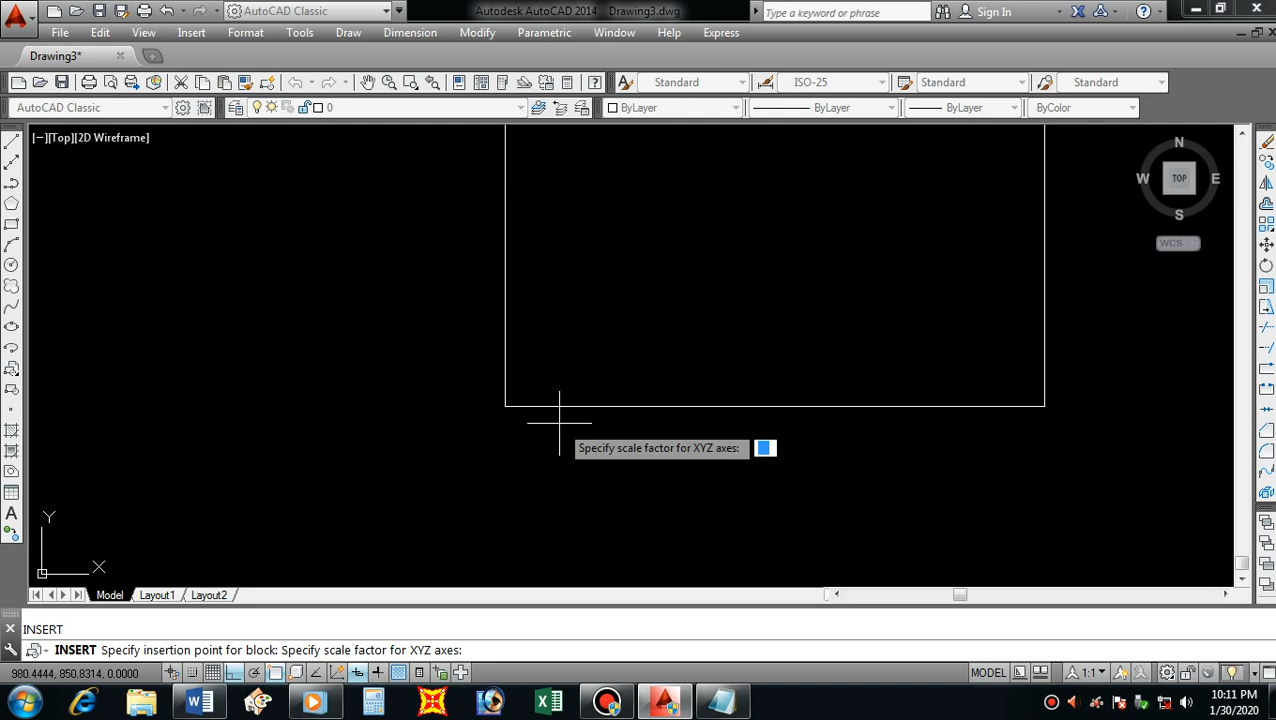 AutoCAD Classic
Autodesk AutoCAD 2014 Drawing3.dwg
Type a keyword or phrase
Sign In
File Edit View Insert Format Tools Draw Dimension Modify Parametric Window Help Express
Drawing3*
Standard
ISO-25
Standard
Standard
AutoCAD Classic
0
ByLayer
ByLayer
ByLayer
ByColor
[−][Top][2D Wireframe]
N
W
TOP
E
S
WCS
Specify scale factor for XYZ axes:
Y
X
Model Layout1 Layout2
INSERT
INSERT Specify insertion point for block: Specify scale factor for XYZ axes:
980.4444, 850.8314, 0.0000
MODEL
1:1
10:11 PM
1/30/2020